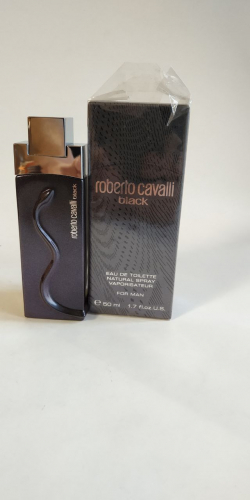 roberto cavalli
black
roberto cavalli black
EAU DE TOILETTE
NATURAL SPRAY
VAPORISATEUR
FOR MAN
e 50 ml 1.7 fl.oz U.S.